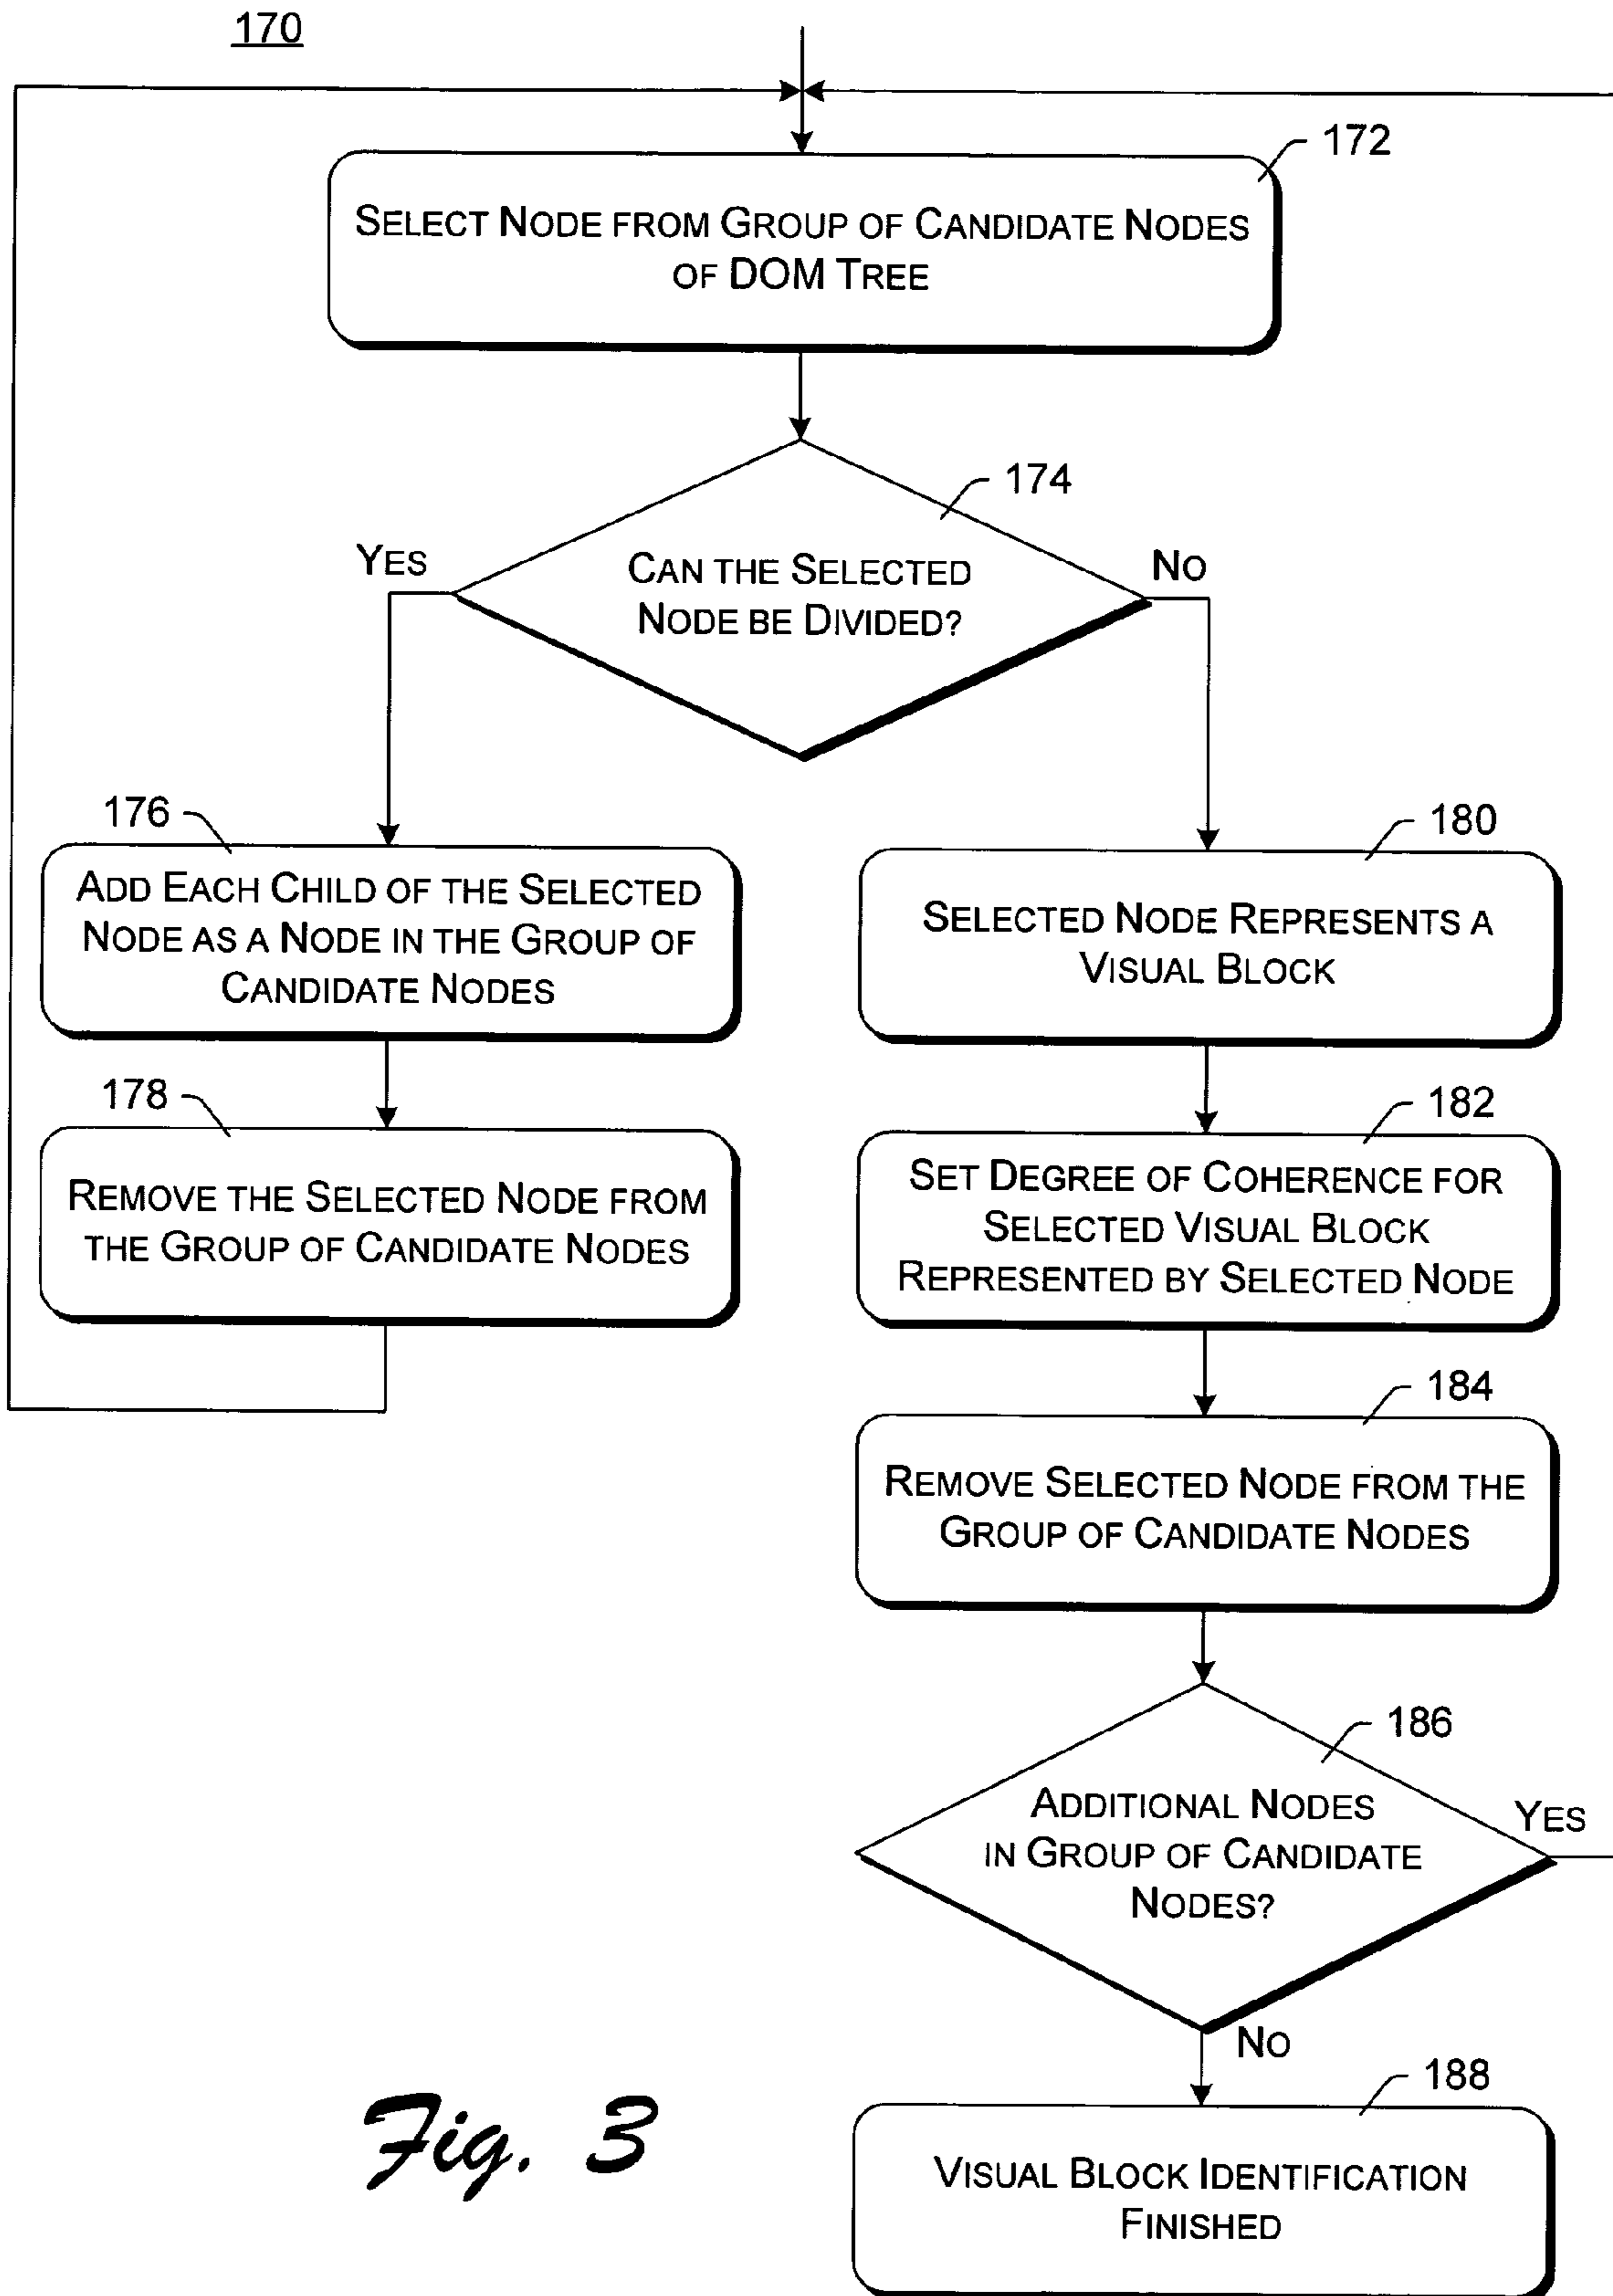 170
172
SELECT NODE FROM GROUP OF CANDIDATE NODES
OF DOM TREE
174
YES
NO
CAN THE SELECTED
NODE BE DIVIDED?
176
ADD EACH CHILD OF THE SELECTED
NODE AS A NODE IN THE GROUP OF
CANDIDATE NODES
178
REMOVE THE SELECTED NODE FROM
THE GROUP OF CANDIDATE NODES
180
SELECTED NODE REPRESENTS A
VISUAL BLOCK
182
SET DEGREE OF COHERENCE FOR
SELECTED VISUAL BLOCK
REPRESENTED BY SELECTED NODE
184
REMOVE SELECTED NODE FROM THE
GROUP OF CANDIDATE NODES
186
ADDITIONAL NODES
IN GROUP OF CANDIDATE
NODES?
YES
NO
188
VISUAL BLOCK IDENTIFICATION
FINISHED
Fig. 3